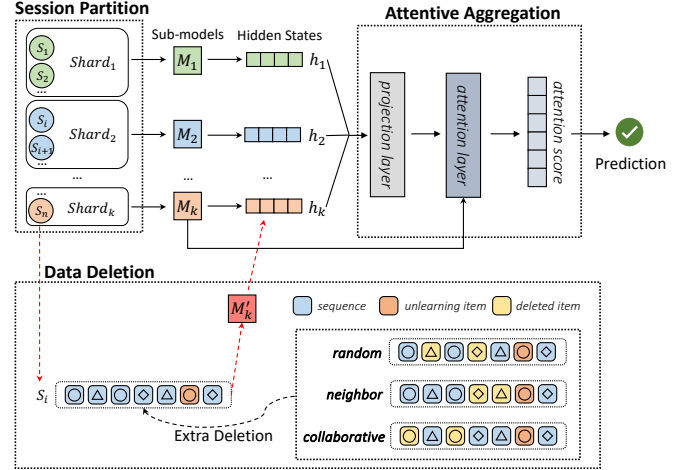 Session Partition
Attentive Aggregation
Sub-models
Hidden States
S₁
S₂
...
Shard₁
M₁
h₁
Sᵢ
Sᵢ₊₁
...
Shard₂
M₂
h₂
...
...
...
...
Sₙ
Shardₖ
Mₖ
hₖ
projection layer
attention layer
attention score
Prediction
Data Deletion
M′ₖ
sequence
unlearning item
deleted item
random
neighbor
collaborative
Sᵢ
Extra Deletion